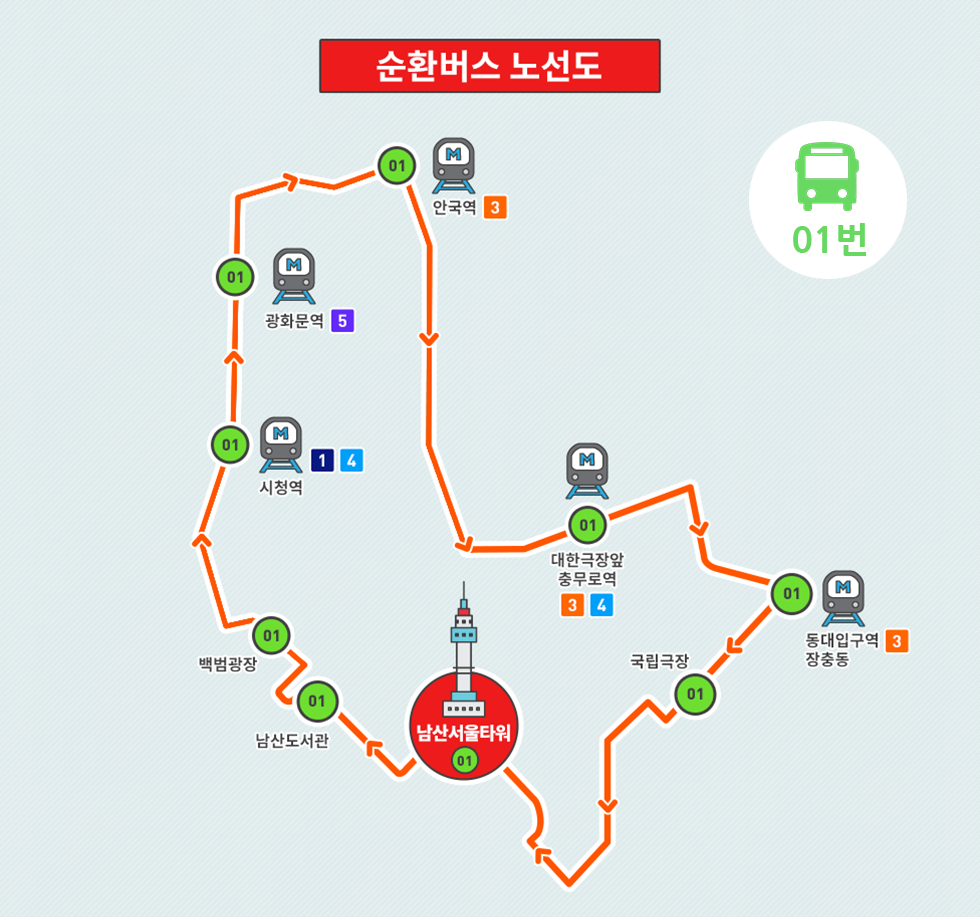 순환버스 노선도
01번
01
M
안국역 3
01
M
광화문역 5
01
M
1 4
시청역
M
01
대한극장앞
충무로역
3 4
01
M
동대입구역 3
장충동
국립극장
01
01
백범광장
01
남산도서관
남산서울타워
01